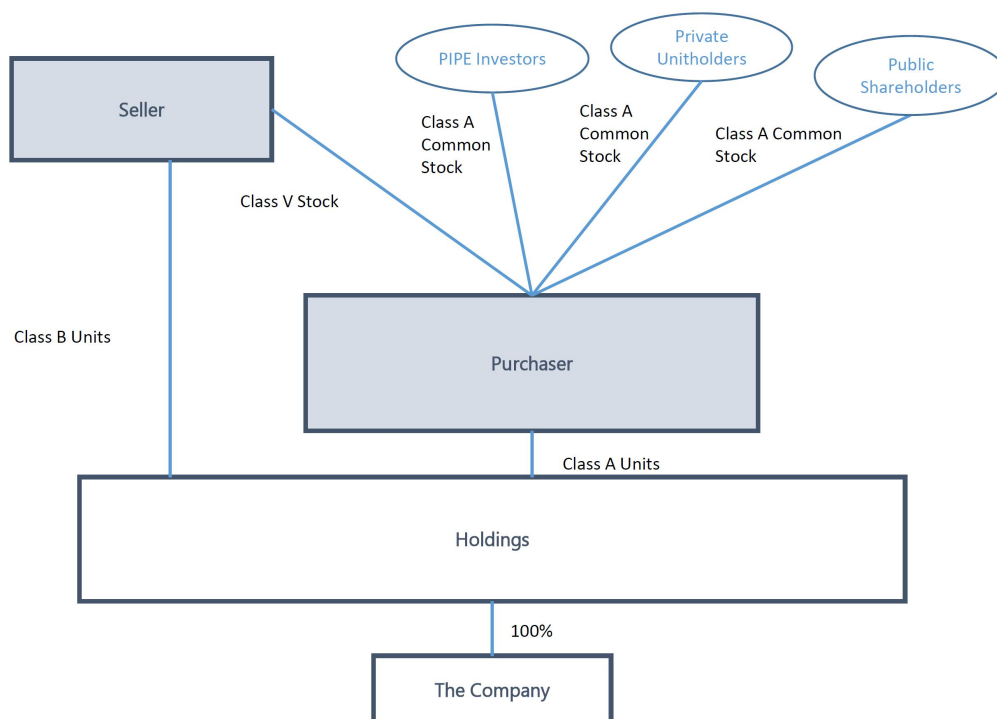 Seller
PIPE Investors
Private
Unitholders
Public
Shareholders
Class A
Common
Stock
Class A
Common
Stock
Class A Common
Stock
Class V Stock
Class B Units
Purchaser
Class A Units
Holdings
100%
The Company